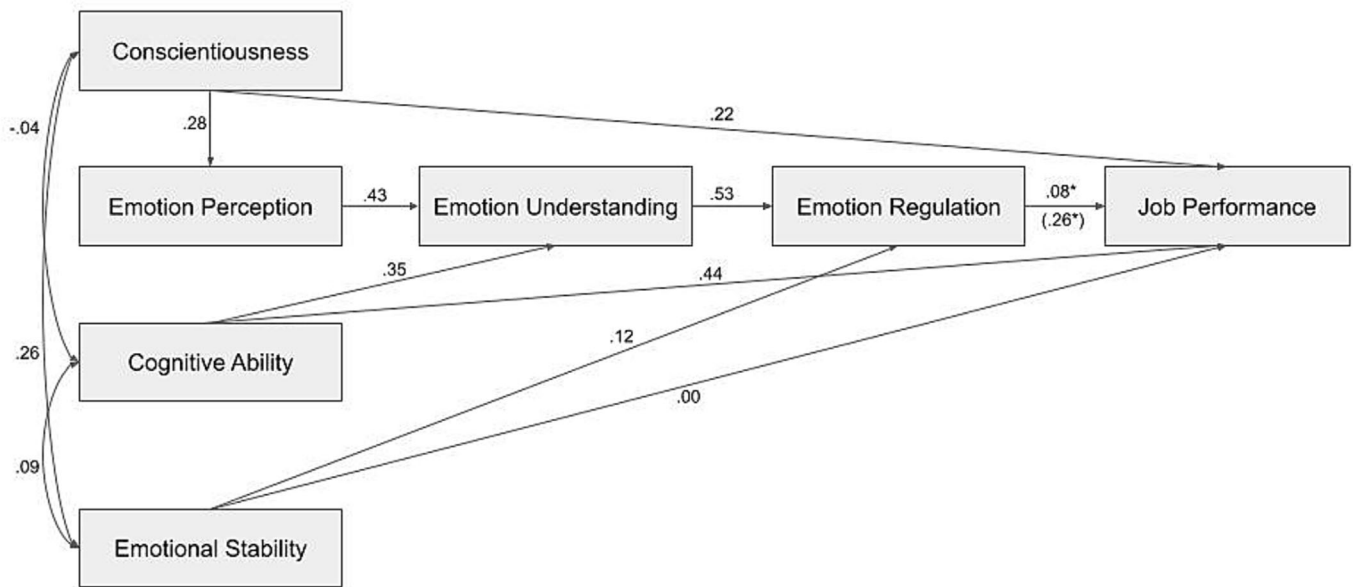 Conscientiousness
-.04
.28
.22
Emotion Perception
.43
Emotion Understanding
.53
Emotion Regulation
.08*
(.26*)
Job Performance
.35
.44
.12
.26
Cognitive Ability
.00
.09
Emotional Stability